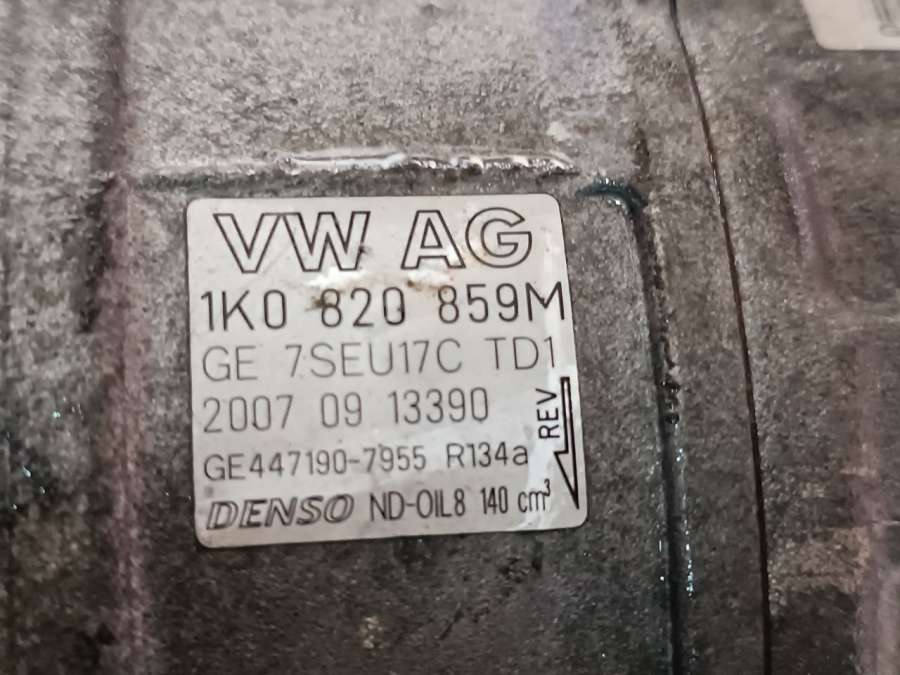 VW AG
1K0 820 859M
GE 7SEU17C TD1
2007 09 13390
REV
GE447190-7955 R134a
DENSO ND-OIL8 140 cm³